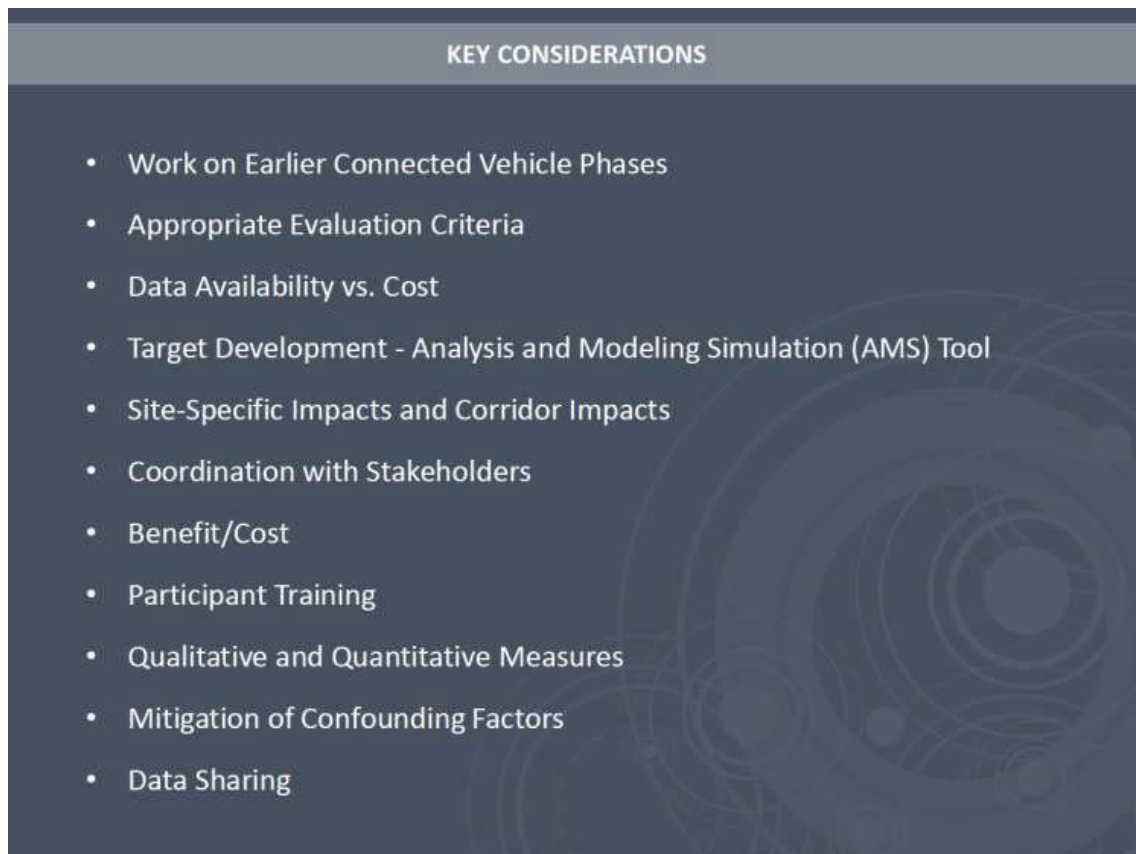 KEY CONSIDERATIONS
• Work on Earlier Connected Vehicle Phases
• Appropriate Evaluation Criteria
• Data Availability vs. Cost
• Target Development - Analysis and Modeling Simulation (AMS) Tool
• Site-Specific Impacts and Corridor Impacts
• Coordination with Stakeholders
• Benefit/Cost
• Participant Training
• Qualitative and Quantitative Measures
• Mitigation of Confounding Factors
• Data Sharing